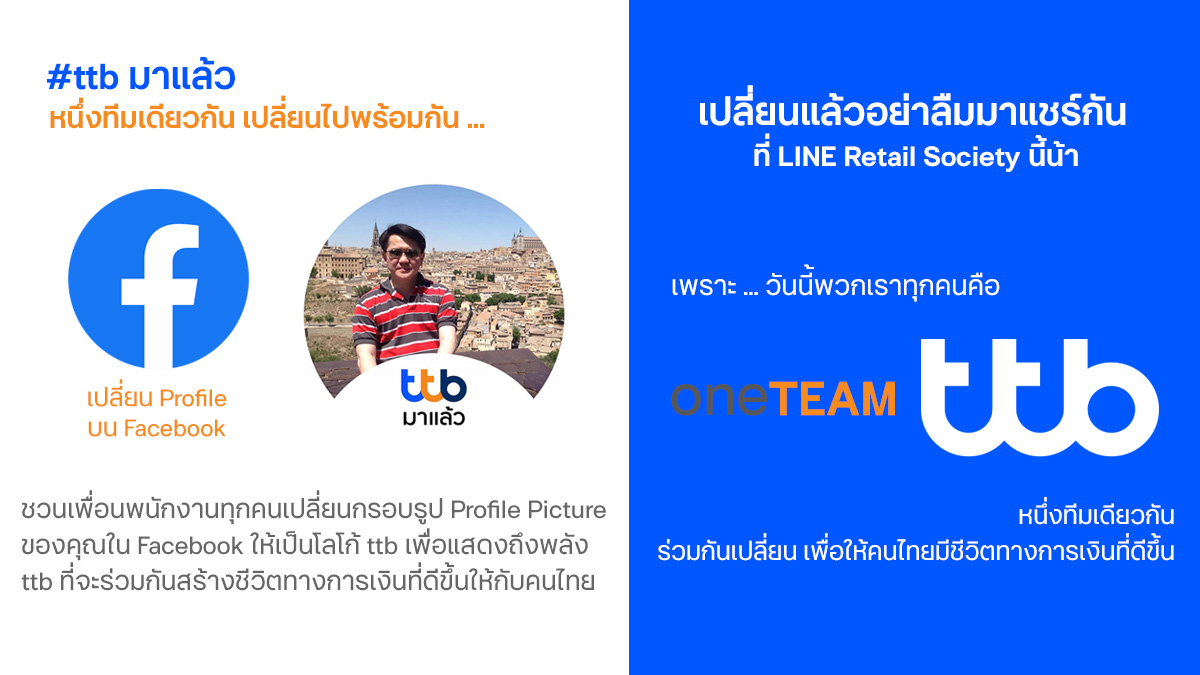 #ttb มาแล้ว
หนึ่งทีมเดียวกัน เปลี่ยนไปพร้อมกัน ...
เปลี่ยน Profile
บน Facebook
ttb
มาแล้ว
ชวนเพื่อนพนักงานทุกคนเปลี่ยนกรอบรูป Profile Picture
ของคุณใน Facebook ให้เป็นโลโก้ ttb เพื่อแสดงถึงพลัง
ttb ที่จะร่วมกันสร้างชีวิตทางการเงินที่ดีขึ้นให้กับคนไทย
เปลี่ยนแล้วอย่าลืมมาแชร์กัน
ที่ LINE Retail Society นี้น้า
เพราะ ... วันนี้พวกเราทุกคนคือ
oneTEAM ttb
หนึ่งทีมเดียวกัน
ร่วมกันเปลี่ยน เพื่อให้คนไทยมีชีวิตทางการเงินที่ดีขึ้น